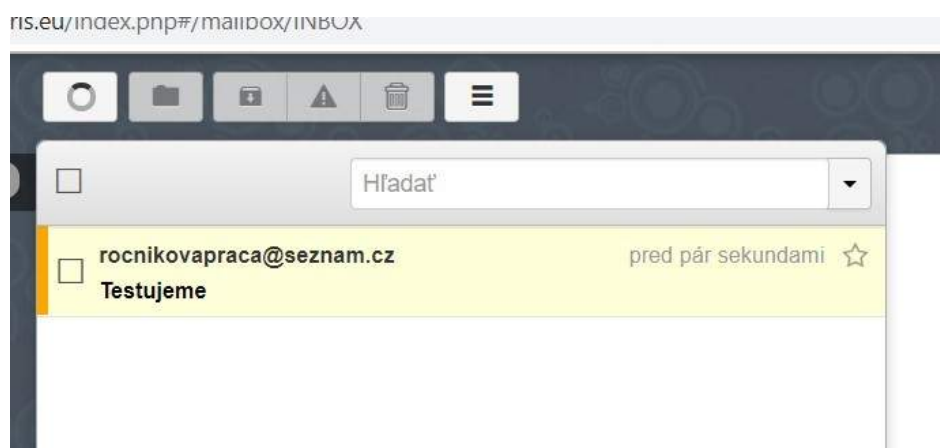 ris.eu/index.php#/mailbox/INBOX
Hľadať
rocnikovapraca@seznam.cz pred pár sekundami
Testujeme